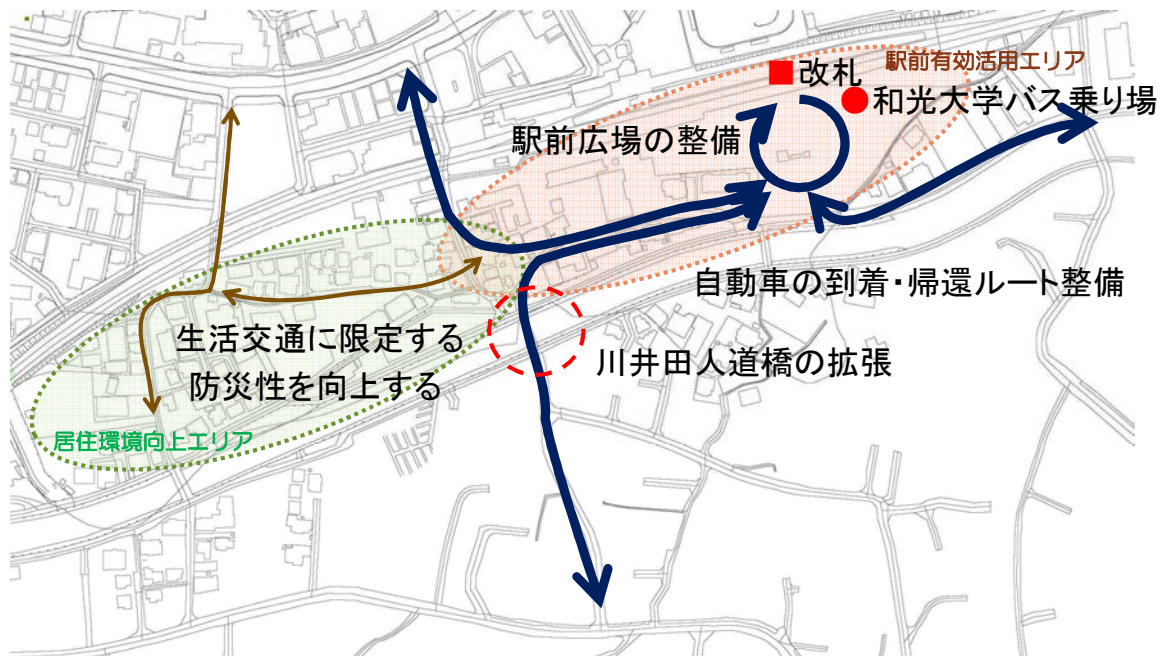 駅前有効活用エリア
改札
和光大学バス乗り場
駅前広場の整備
自動車の到着・帰還ルート整備
生活交通に限定する
防災性を向上する
川井田人道橋の拡張
居住環境向上エリア